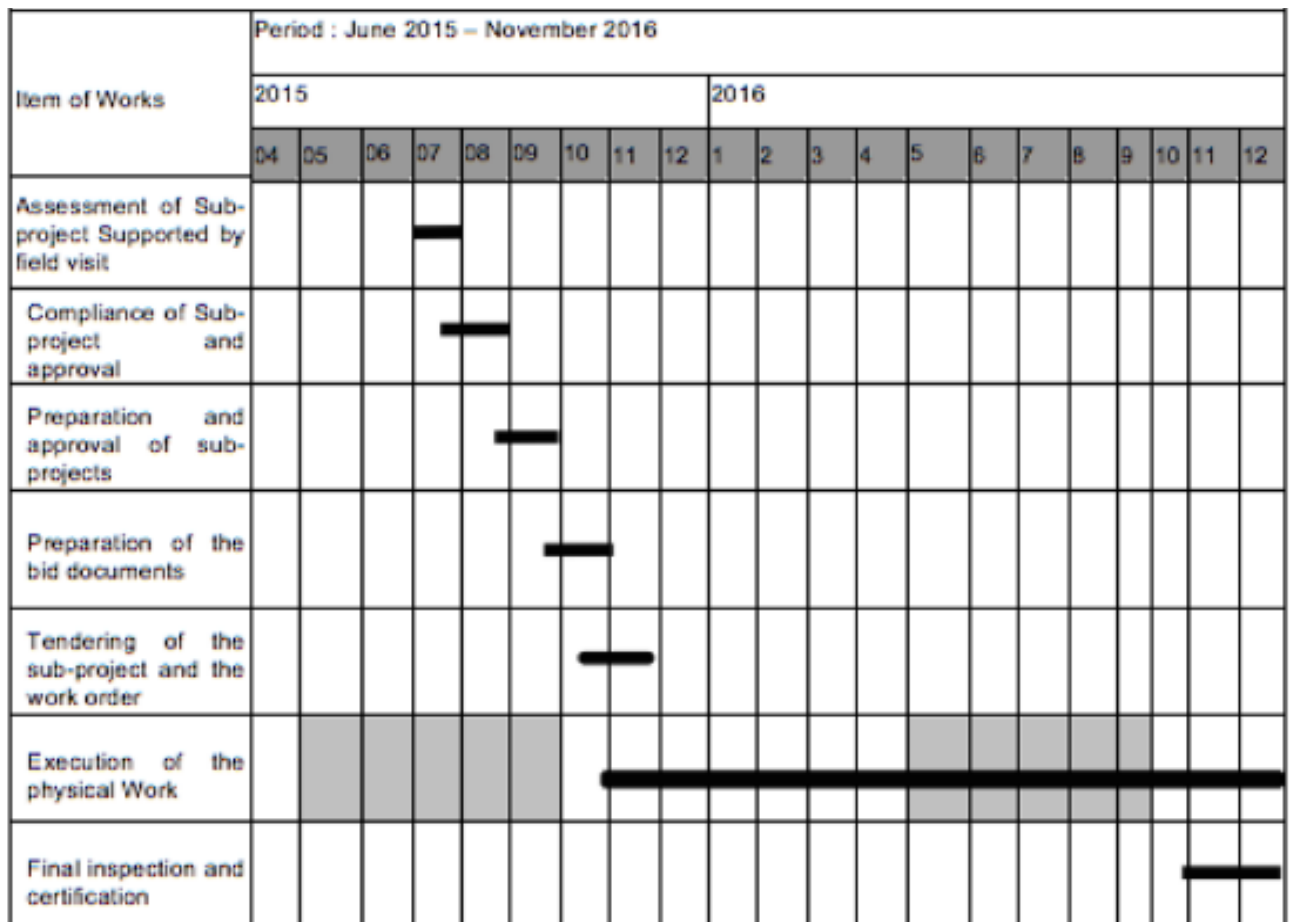 Period : June 2015 – November 2016
Item of Works
2015 2016
04 05 06 07 08 09 10 11 12 1 2 3 4 5 6 7 8 9 10 11 12
Assessment of Sub-
project Supported by
field visit
Compliance of Sub-
project and
approval
Preparation and
approval of sub-
projects
Preparation of the
bid documents
Tendering of the
sub-project and the
work order
Execution of the
physical Work
Final inspection and
certification